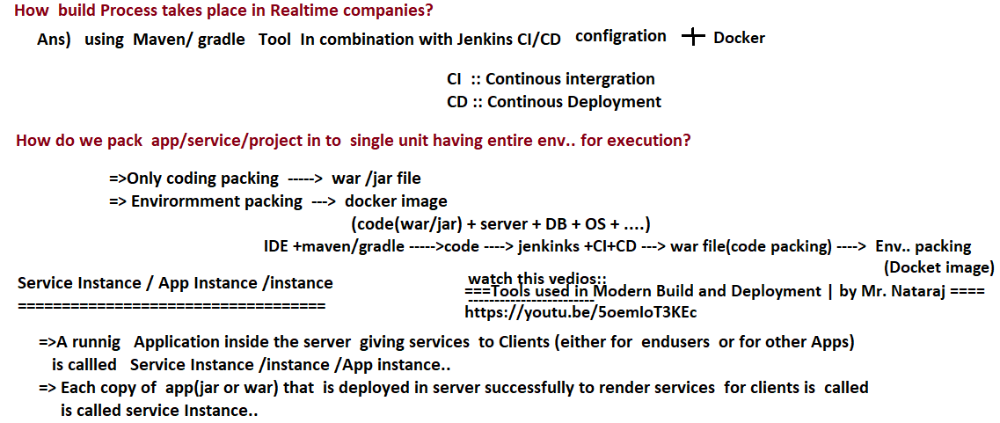 How build Process takes place in Realtime companies?
Ans) using Maven/ gradle Tool In combination with Jenkins CI/CD configration + Docker
CI :: Continous intergration
CD :: Continous Deployment
How do we pack app/service/project in to single unit having entire env.. for execution?
=>Only coding packing -----> war /jar file
=> Envirormment packing ---> docker image
(code(war/jar) + server + DB + OS + ....)
IDE +maven/gradle ----->code ----> jenkinks +CI+CD ---> war file(code packing) ----> Env.. packing
(Docket image)
Service Instance / App Instance /instance
===================================
watch this vedios::
-----------------------
===Tools used in Modern Build and Deployment | by Mr. Nataraj ====
https://youtu.be/5oemIoT3KEc
=>A runnig Application inside the server giving services to Clients (either for endusers or for other Apps)
is callled Service Instance /instance /App instance..
=> Each copy of app(jar or war) that is deployed in server successfully to render services for clients is called
is called service Instance..